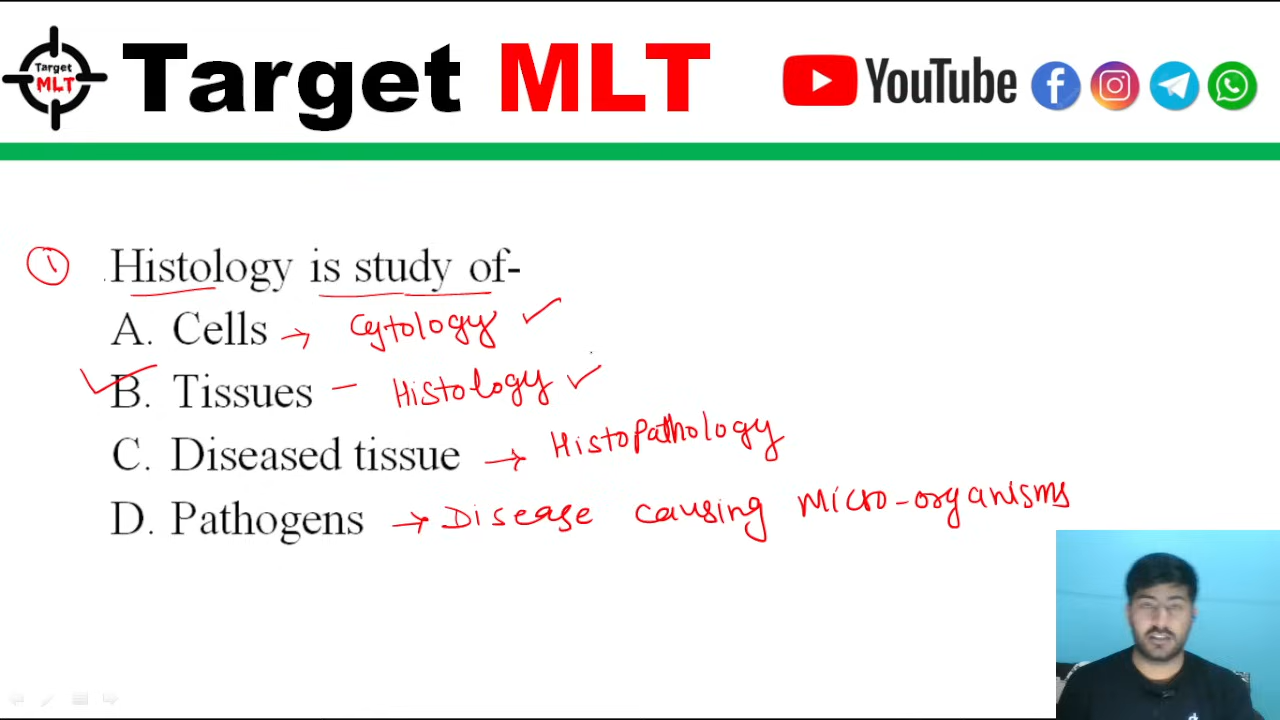 Target MLT Target MLT YouTube
1 Histology is study of-
A. Cells → Cytology ✓
B. Tissues – Histology ✓
C. Diseased tissue → Histopathology
D. Pathogens → Disease causing Micro-organisms